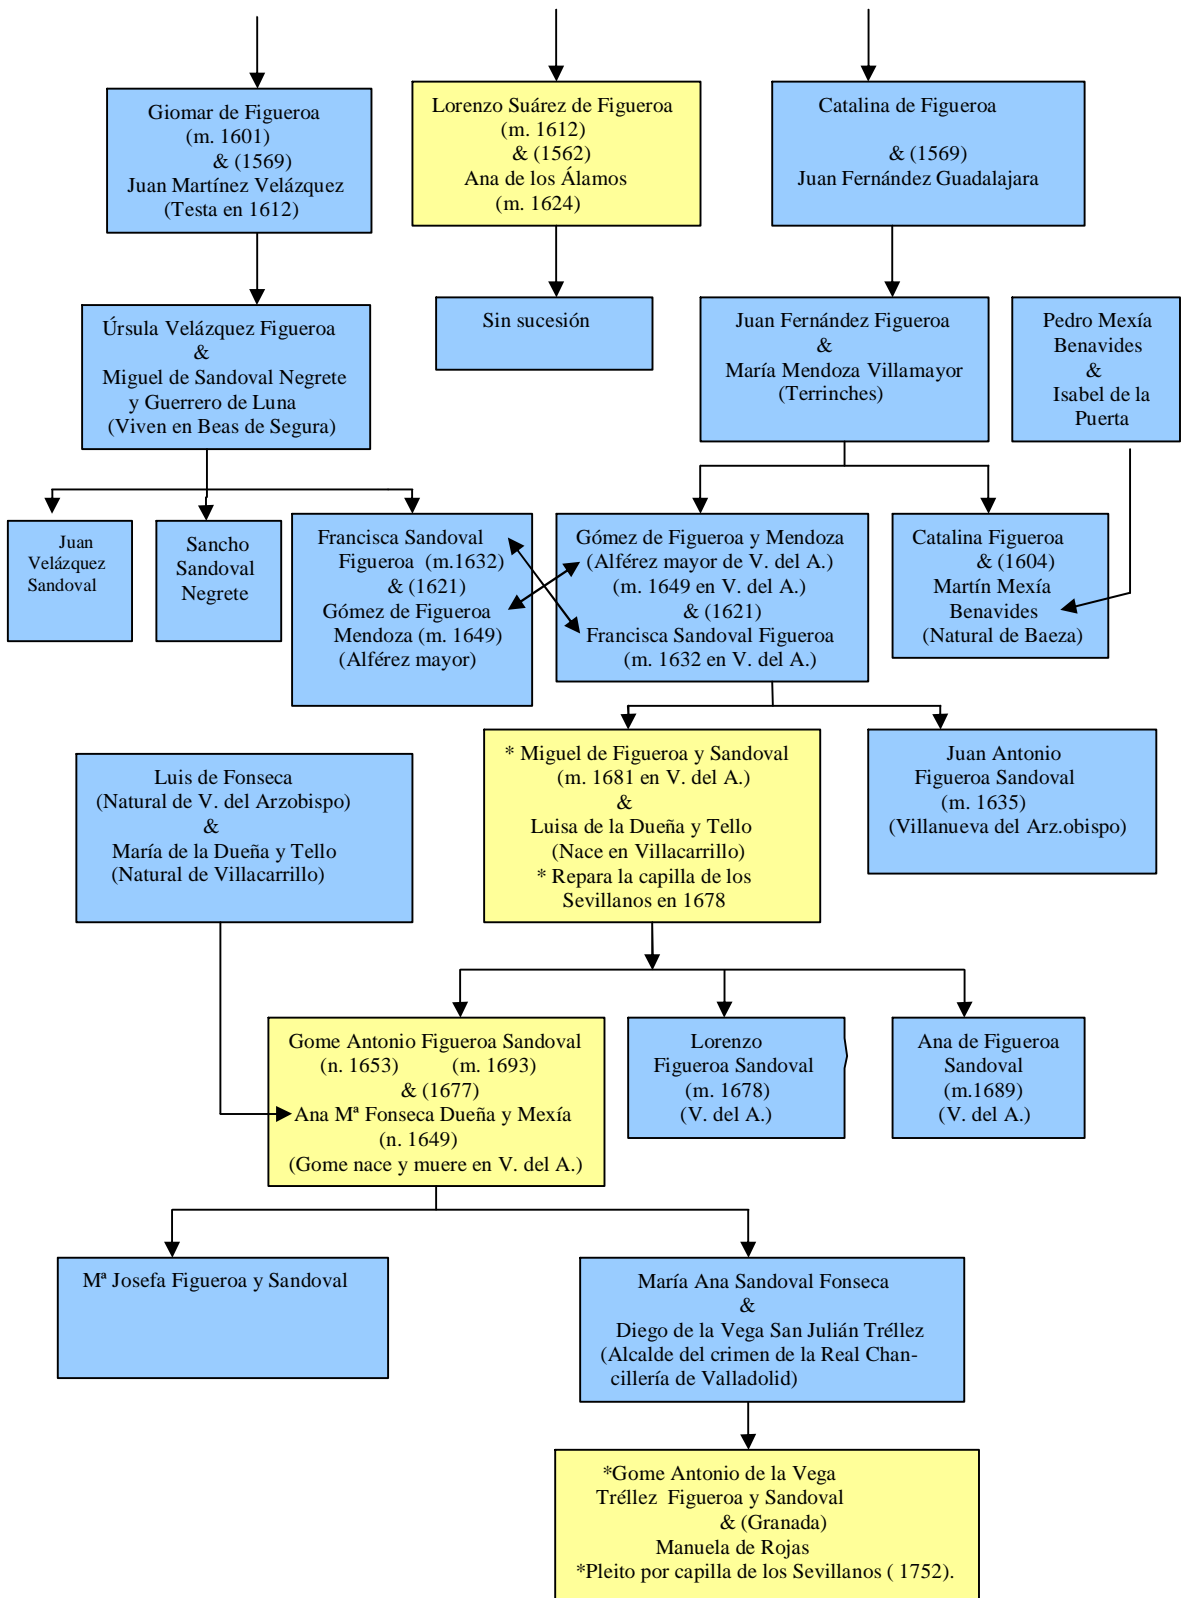 Giomar de Figueroa
(m. 1601)
& (1569)
Juan Martínez Velázquez
(Testa en 1612)
Lorenzo Suárez de Figueroa
(m. 1612)
& (1562)
Ana de los Álamos
(m. 1624)
Catalina de Figueroa
& (1569)
Juan Fernández Guadalajara
Úrsula Velázquez Figueroa
&
Miguel de Sandoval Negrete
y Guerrero de Luna
(Viven en Beas de Segura)
Sin sucesión
Juan Fernández Figueroa
&
María Mendoza Villamayor
(Terrinches)
Pedro Mexía
Benavides
&
Isabel de la
Puerta
Juan
Velázquez
Sandoval
Sancho
Sandoval
Negrete
Francisca Sandoval
Figueroa (m.1632)
& (1621)
Gómez de Figueroa
Mendoza (m. 1649)
(Alférez mayor)
Gómez de Figueroa y Mendoza
(Alférez mayor de V. del A.)
(m. 1649 en V. del A.)
& (1621)
Francisca Sandoval Figueroa
(m. 1632 en V. del A.)
Catalina Figueroa
& (1604)
Martín Mexía
Benavides
(Natural de Baeza)
Luis de Fonseca
(Natural de V. del Arzobispo)
&
María de la Dueña y Tello
(Natural de Villacarrillo)
* Miguel de Figueroa y Sandoval
(m. 1681 en V. del A.)
&
Luisa de la Dueña y Tello
(Nace en Villacarrillo)
* Repara la capilla de los
Sevillanos en 1678
Juan Antonio
Figueroa Sandoval
(m. 1635)
(Villanueva del Arz.obispo)
Gome Antonio Figueroa Sandoval
(n. 1653) (m. 1693)
& (1677)
Ana Mª Fonseca Dueña y Mexía
(n. 1649)
(Gome nace y muere en V. del A.)
Lorenzo
Figueroa Sandoval
(m. 1678)
(V. del A.)
Ana de Figueroa
Sandoval
(m.1689)
(V. del A.)
Mª Josefa Figueroa y Sandoval
María Ana Sandoval Fonseca
&
Diego de la Vega San Julián Tréllez
(Alcalde del crimen de la Real Chan-
cillería de Valladolid)
*Gome Antonio de la Vega
Tréllez Figueroa y Sandoval
& (Granada)
Manuela de Rojas
*Pleito por capilla de los Sevillanos ( 1752).